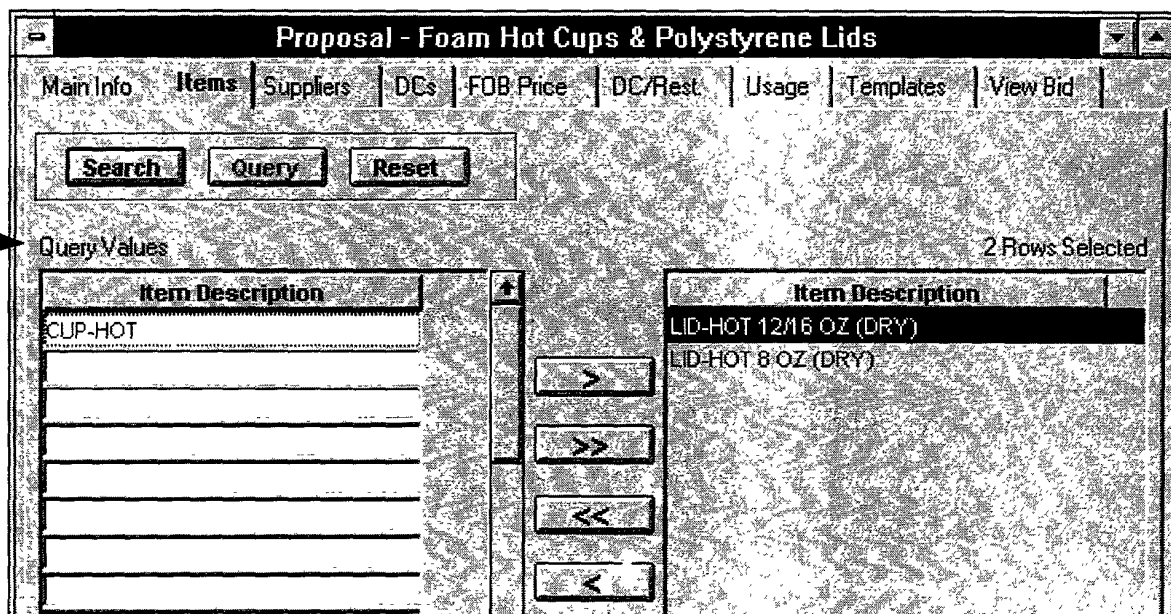 Proposal - Foam Hot Cups & Polystyrene Lids
Main Info Items Suppliers DCs FOB Price DC/Rest. Usage Templates View Bid
Search Query Reset
Query Values 2 Rows Selected
Item Description Item Description
CUP-HOT LID-HOT 12/16 OZ (DRY)
LID-HOT 8 OZ (DRY)
>
>>
<<
<